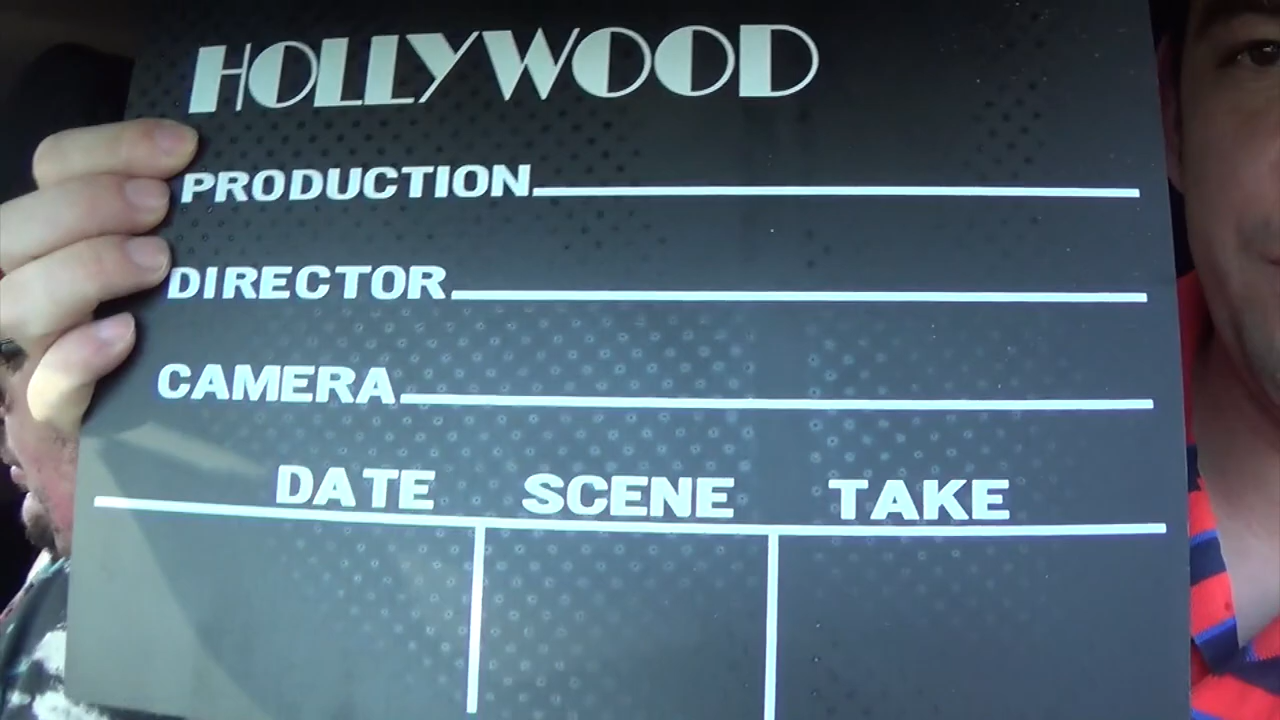 HOLLYWOOD
PRODUCTION
DIRECTOR
CAMERA
DATE SCENE TAKE